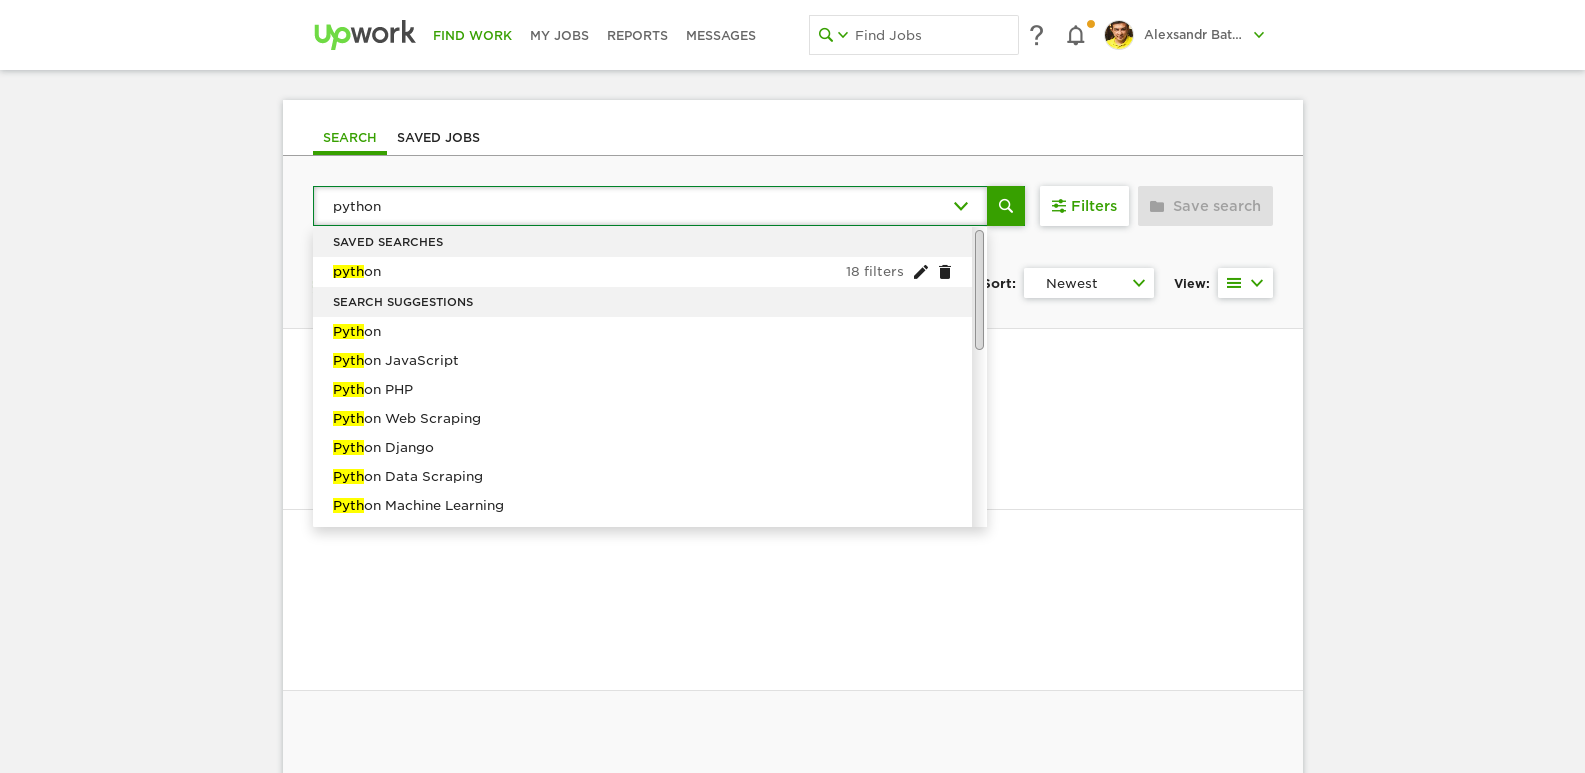 Upwork FIND WORK MY JOBS REPORTS MESSAGES Find Jobs Alexsandr Bat...
SEARCH SAVED JOBS
python Filters Save search
SAVED SEARCHES
python 18 filters
Sort: Newest View:
SEARCH SUGGESTIONS
Python
Python JavaScript
Python PHP
Python Web Scraping
Python Django
Python Data Scraping
Python Machine Learning